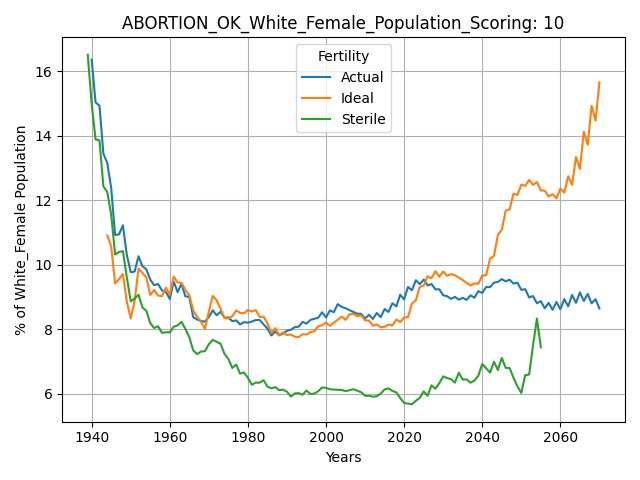 ABORTION_OK_White_Female_Population_Scoring: 10
Fertility
Actual
Ideal
Sterile
% of White_Female Population
16
14
12
10
8
6
1940
1960
1980
2000
2020
2040
2060
Years